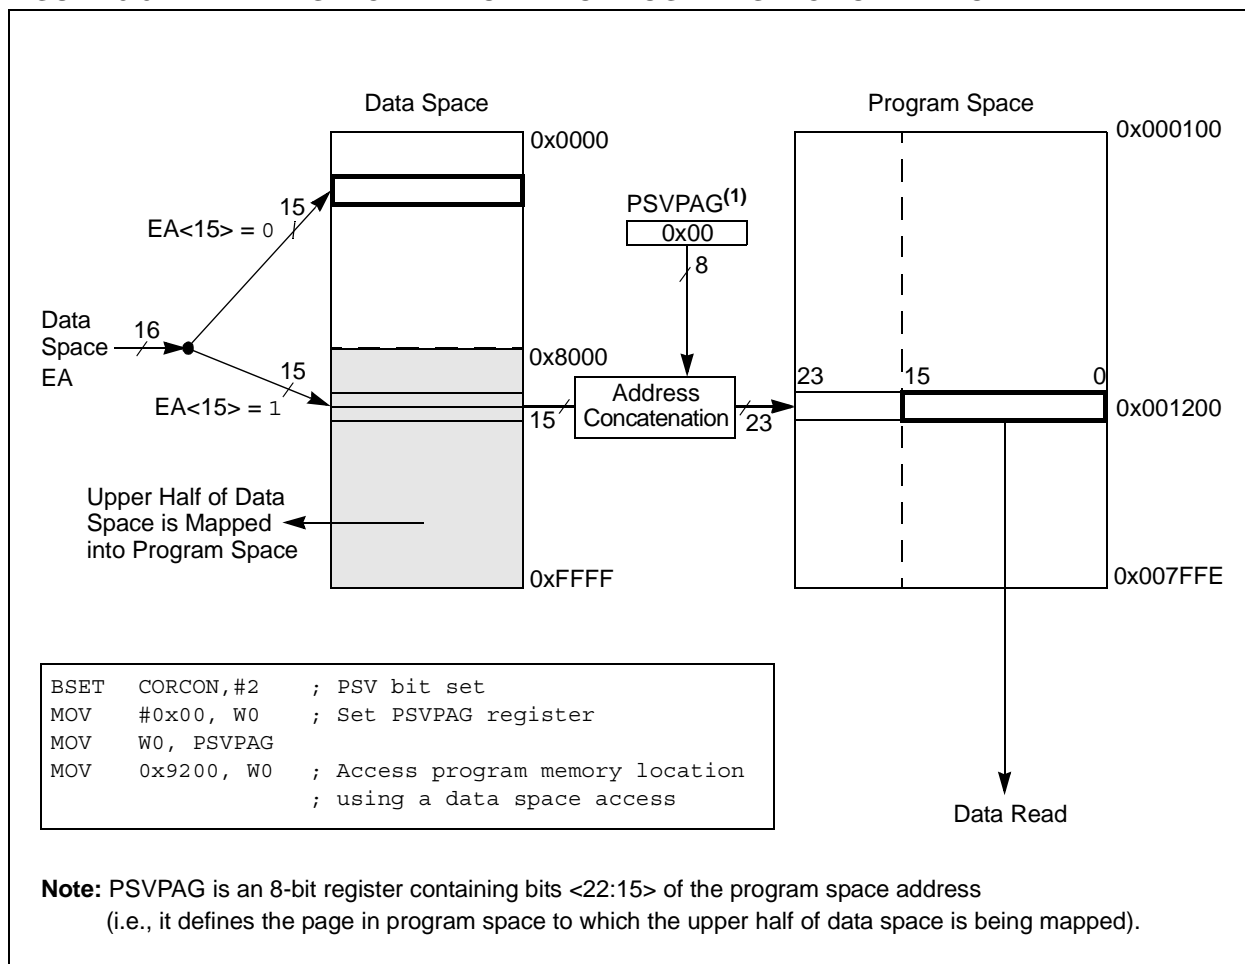 Data Space
Program Space
0x0000
0x000100
15
PSVPAG(1)
EA<15> = 0
0x00
8
Data
Space
EA
16
0x8000
15
EA<15> = 1
15
Address
Concatenation
23
23
15
0
0x001200
Upper Half of Data
Space is Mapped
into Program Space
0xFFFF
0x007FFE
BSET CORCON,#2 ; PSV bit set
MOV #0x00, W0 ; Set PSVPAG register
MOV W0, PSVPAG
MOV 0x9200, W0 ; Access program memory location
; using a data space access
Data Read
Note: PSVPAG is an 8-bit register containing bits <22:15> of the program space address
(i.e., it defines the page in program space to which the upper half of data space is being mapped).